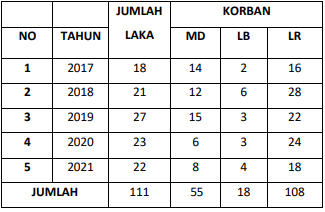 NO TAHUN JUMLAH LAKA KORBAN
MD LB LR
1 2017 18 14 2 16
2 2018 21 12 6 28
3 2019 27 15 3 22
4 2020 23 6 3 24
5 2021 22 8 4 18
JUMLAH 111 55 18 108